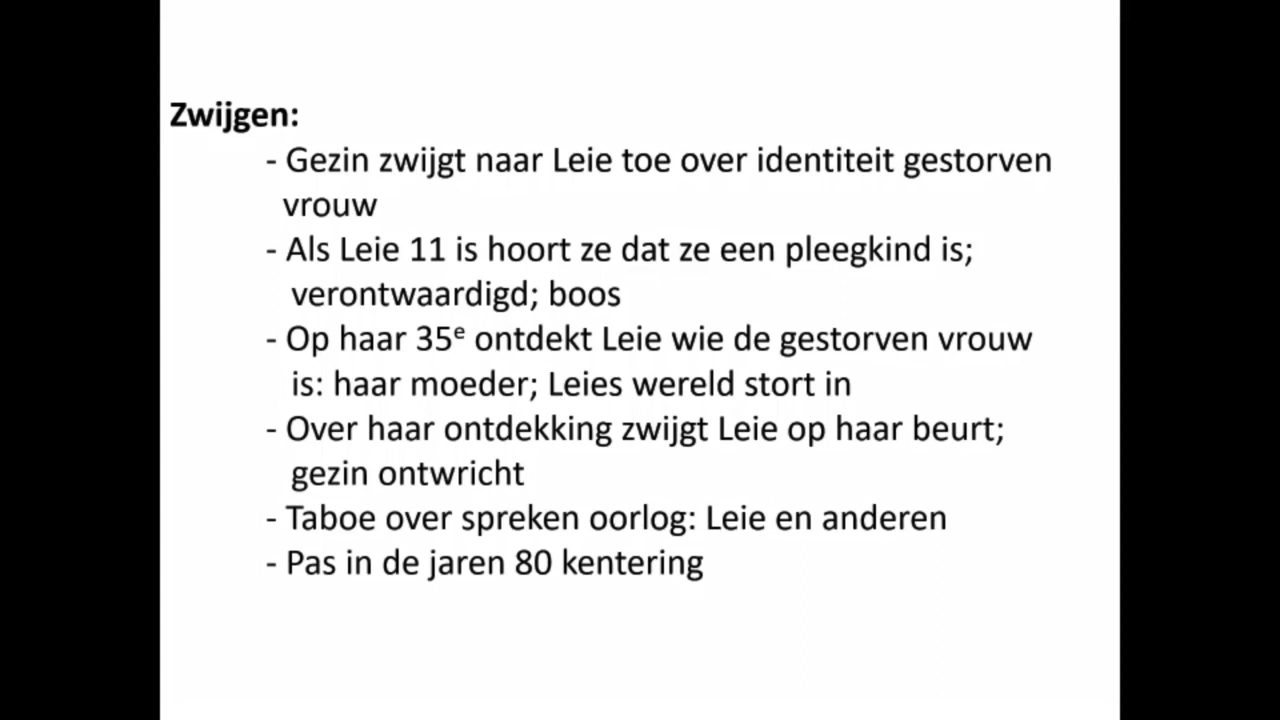 Zwijgen:
- Gezin zwijgt naar Leie toe over identiteit gestorven
vrouw
- Als Leie 11 is hoort ze dat ze een pleegkind is;
verontwaardigd; boos
- Op haar 35e ontdekt Leie wie de gestorven vrouw
is: haar moeder; Leies wereld stort in
- Over haar ontdekking zwijgt Leie op haar beurt;
gezin ontwricht
- Taboe over spreken oorlog: Leie en anderen
- Pas in de jaren 80 kentering